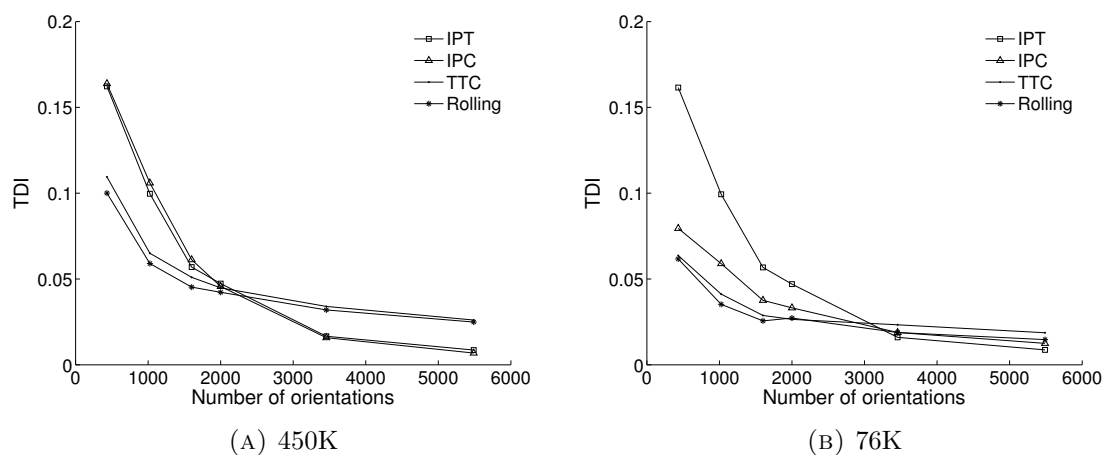 0.2
0.15
0.1
0.05
0
TDI
0 1000 2000 3000 4000 5000 6000
Number of orientations
IPT
IPC
TTC
Rolling
(A) 450K
0.2
0.15
0.1
0.05
0
TDI
0 1000 2000 3000 4000 5000 6000
Number of orientations
IPT
IPC
TTC
Rolling
(B) 76K